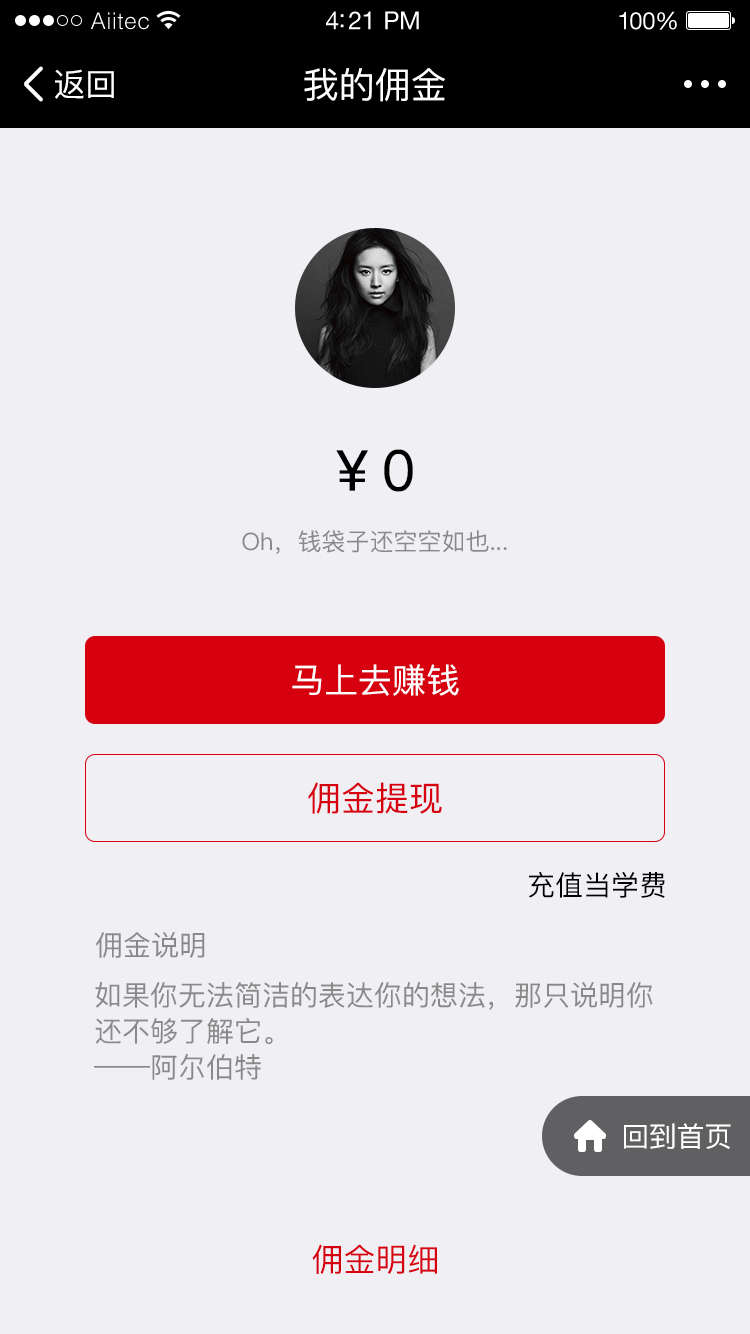 Aiitec 4:21 PM 100%
返回 我的佣金
¥ 0
Oh，钱袋子还空空如也...
马上去赚钱
佣金提现
充值当学费
佣金说明
如果你无法简洁的表达你的想法，那只说明你
还不够了解它。
——阿尔伯特
回到首页
佣金明细